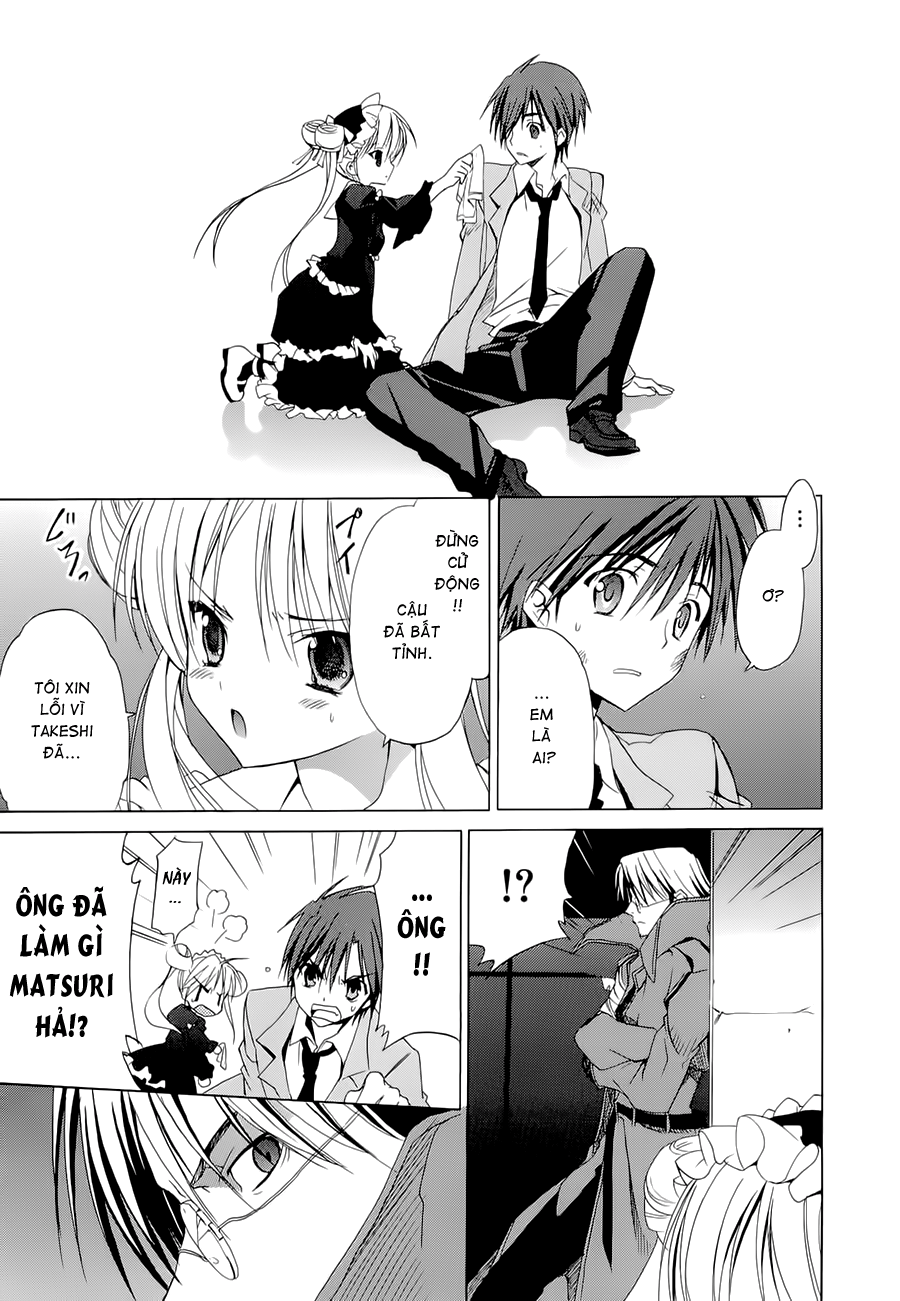 ...
Ơ?
...
EM
LÀ
AI?
ĐỪNG
CỬ
ĐỘNG
!!
CẬU
ĐÃ BẤT
TỈNH.
TÔI XIN
LỖI VÌ
TAKESHI
ĐÃ...
!?
...
ÔNG
!!
NÀY
...
ÔNG ĐÃ
LÀM GÌ
MATSURI
HẢ!?